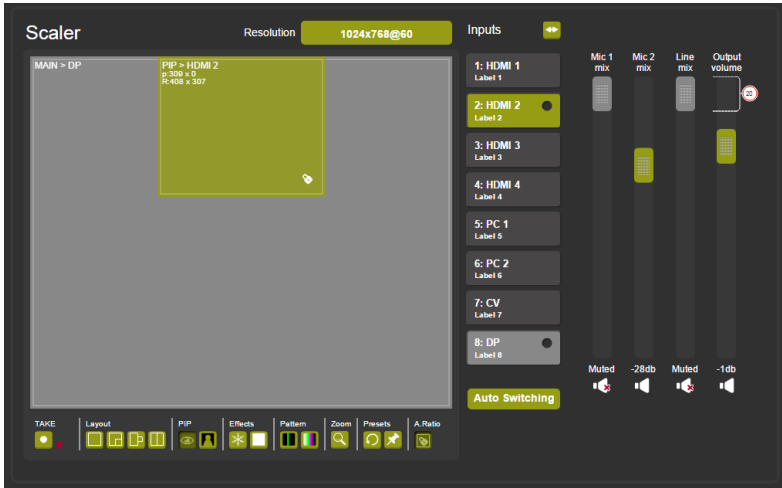 Scaler
Resolution
1024x768@60
Inputs
MAIN > DP
PIP > HDMI 2
p:309 x 0
R:408 x 307
1: HDMI 1
Label 1
2: HDMI 2
Label 2
3: HDMI 3
Label 3
4: HDMI 4
Label 4
5: PC 1
Label 5
6: PC 2
Label 6
7: CV
Label 7
8: DP
Label 8
Auto Switching
Mic 1 mix
Mic 2 mix
Line mix
Output volume
20
Muted
-28db
Muted
-1db
TAKE
Layout
PIP
Effects
Pattern
Zoom
Presets
A.Ratio